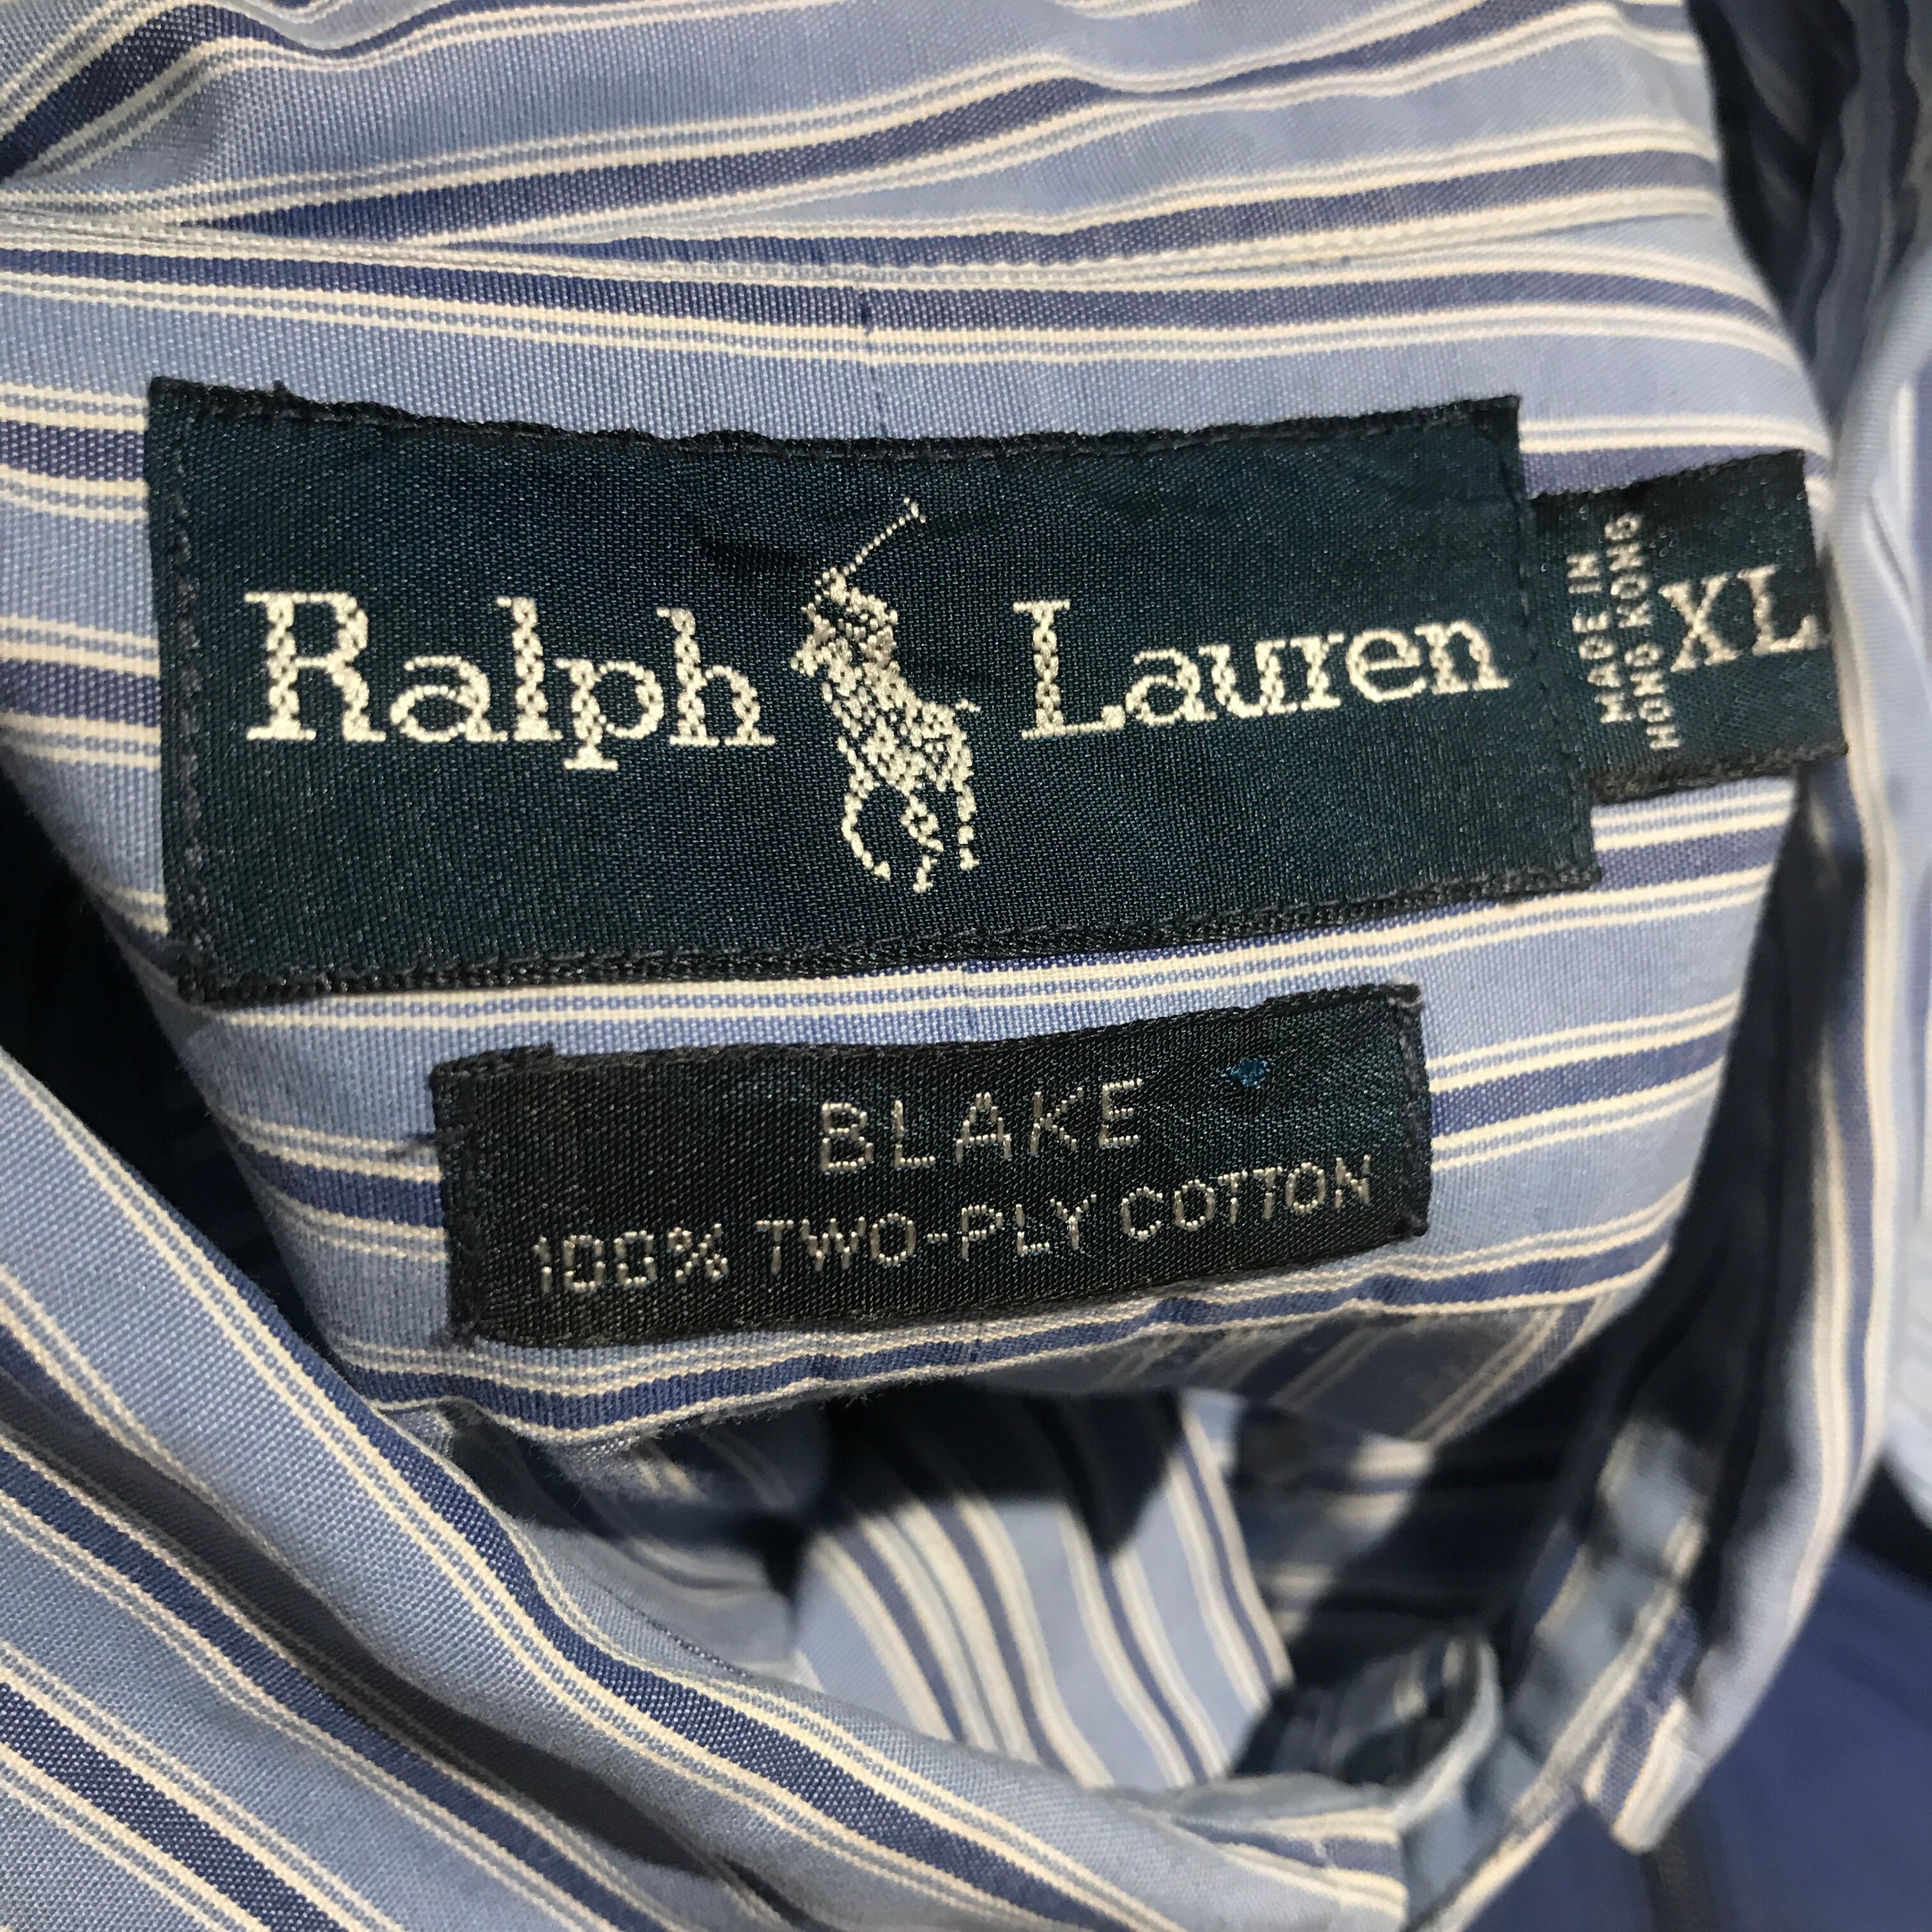 Ralph Lauren
MADE IN
HONG KONG
XL
BLAKE
100% TWO-PLY COTTON